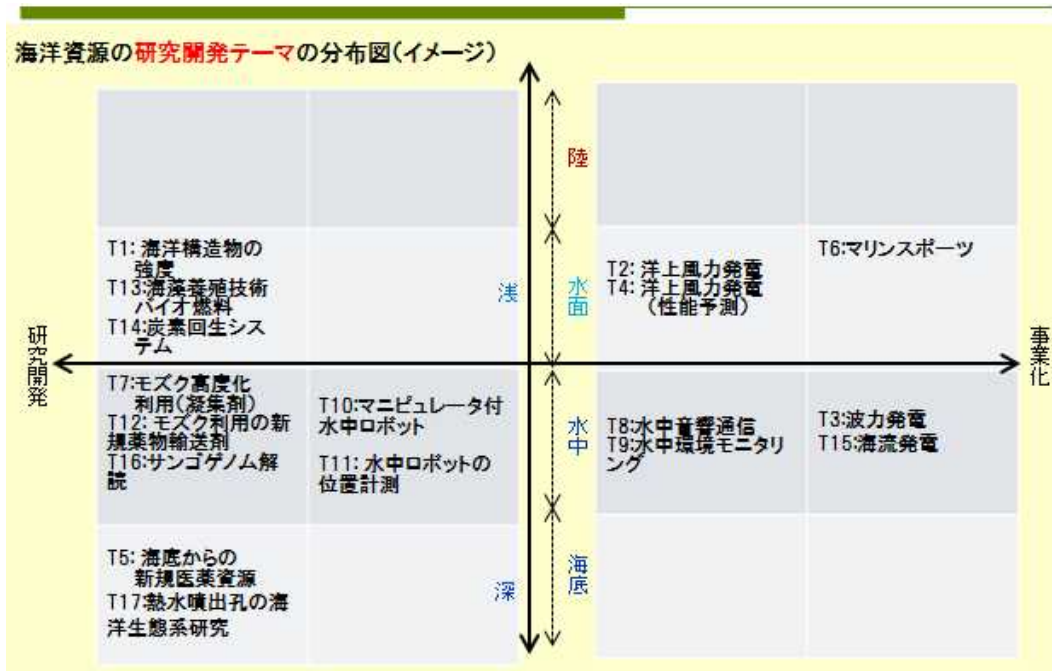 海洋資源の研究開発テーマの分布図(イメージ)
陸
T1: 海洋構造物の
強度
T13:海藻養殖技術
バイオ燃料
T14:炭素回生シス
テム
浅
水面
T2: 洋上風力発電
T4: 洋上風力発電
(性能予測)
T6:マリンスポーツ
研究開発
事業化
T7:モズク高度化
利用(凝集剤)
T12: モズク利用の新
規薬物輸送剤
T16:サンゴゲノム解
読
T10:マニピュレータ付
水中ロボット
T11: 水中ロボットの
位置計測
水中
T8:水中音響通信
T9:水中環境モニタリ
ング
T3:波力発電
T15:海流発電
T5: 海底からの
新規医薬資源
T17:熱水噴出孔の海
洋生態系研究
深
海底